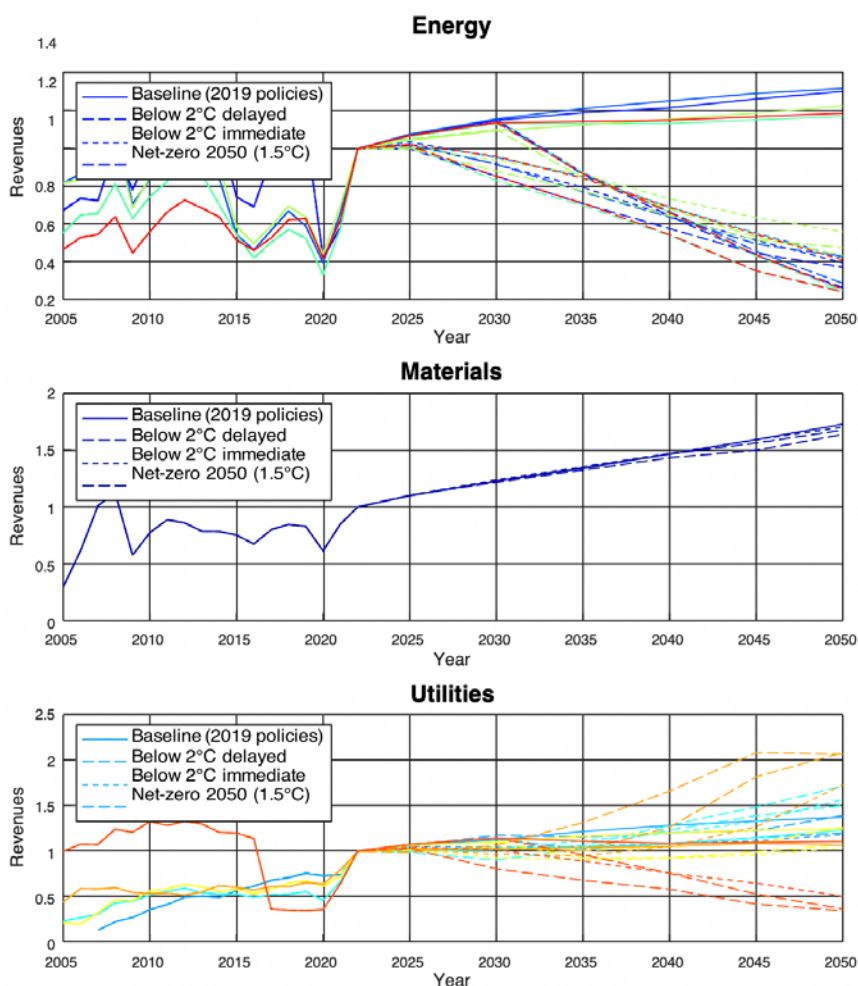 Energy
1.4
1.2
1
0.8
0.6
0.4
0.2
Revenues
Baseline (2019 policies)
Below 2°C delayed
Below 2°C immediate
Net-zero 2050 (1.5°C)
2005 2010 2015 2020 2025 2030 2035 2040 2045 2050
Year
Materials
2
1.5
1
0.5
0
Revenues
Baseline (2019 policies)
Below 2°C delayed
Below 2°C immediate
Net-zero 2050 (1.5°C)
2005 2010 2015 2020 2025 2030 2035 2040 2045 2050
Year
Utilities
2.5
2
1.5
1
0.5
0
Revenues
Baseline (2019 policies)
Below 2°C delayed
Below 2°C immediate
Net-zero 2050 (1.5°C)
2005 2010 2015 2020 2025 2030 2035 2040 2045 2050
Year